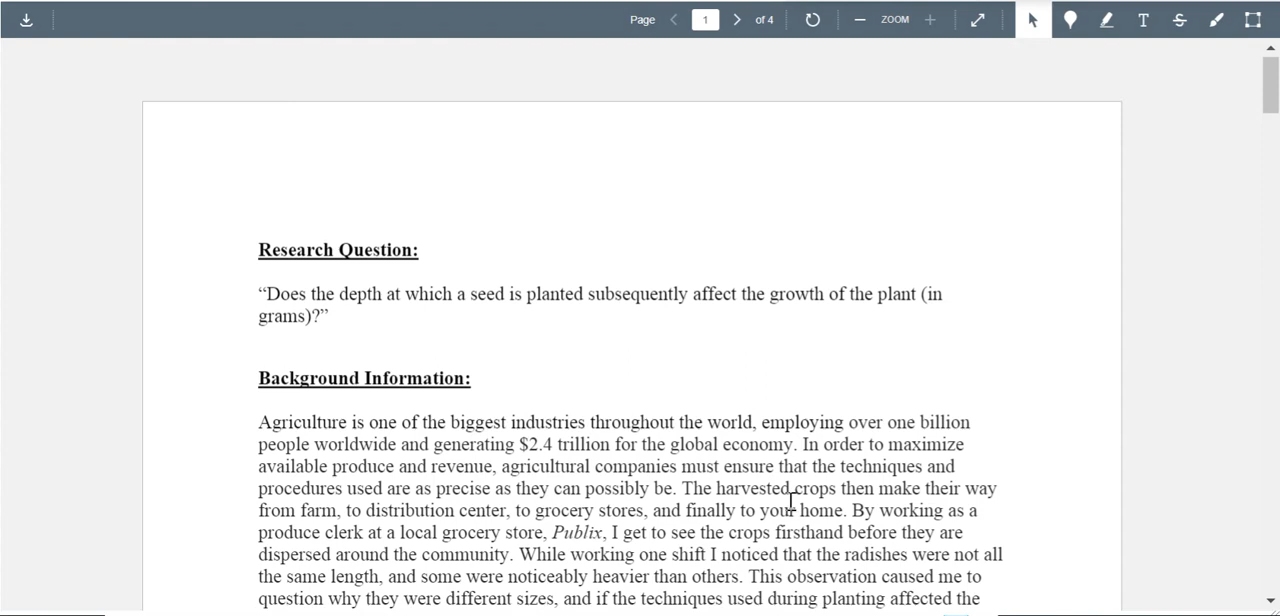 Page 1 of 4 ZOOM T S
Research Question:
“Does the depth at which a seed is planted subsequently affect the growth of the plant (in
grams)?”
Background Information:
Agriculture is one of the biggest industries throughout the world, employing over one billion
people worldwide and generating $2.4 trillion for the global economy. In order to maximize
available produce and revenue, agricultural companies must ensure that the techniques and
procedures used are as precise as they can possibly be. The harvested crops then make their way
from farm, to distribution center, to grocery stores, and finally to your home. By working as a
produce clerk at a local grocery store, Publix, I get to see the crops firsthand before they are
dispersed around the community. While working one shift I noticed that the radishes were not all
the same length, and some were noticeably heavier than others. This observation caused me to
question why they were different sizes, and if the techniques used during planting affected the